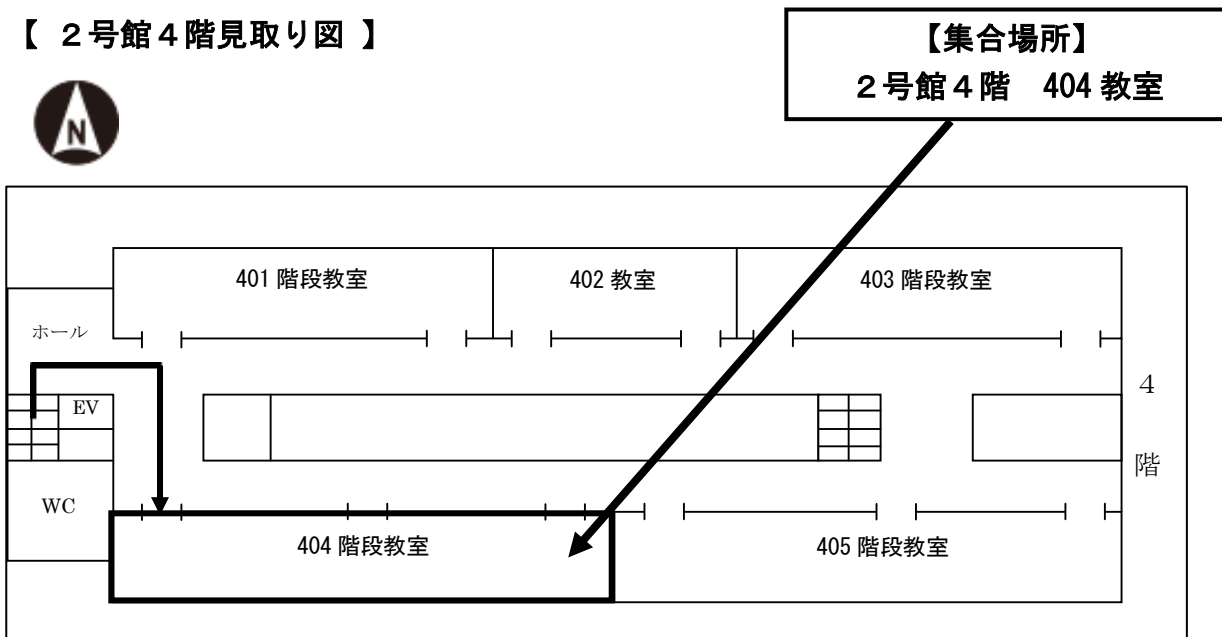 【 ２号館４階見取り図 】
【集合場所】
２号館４階　404 教室
N
401 階段教室
402 教室
403 階段教室
ホール
EV
4
階
WC
404 階段教室
405 階段教室